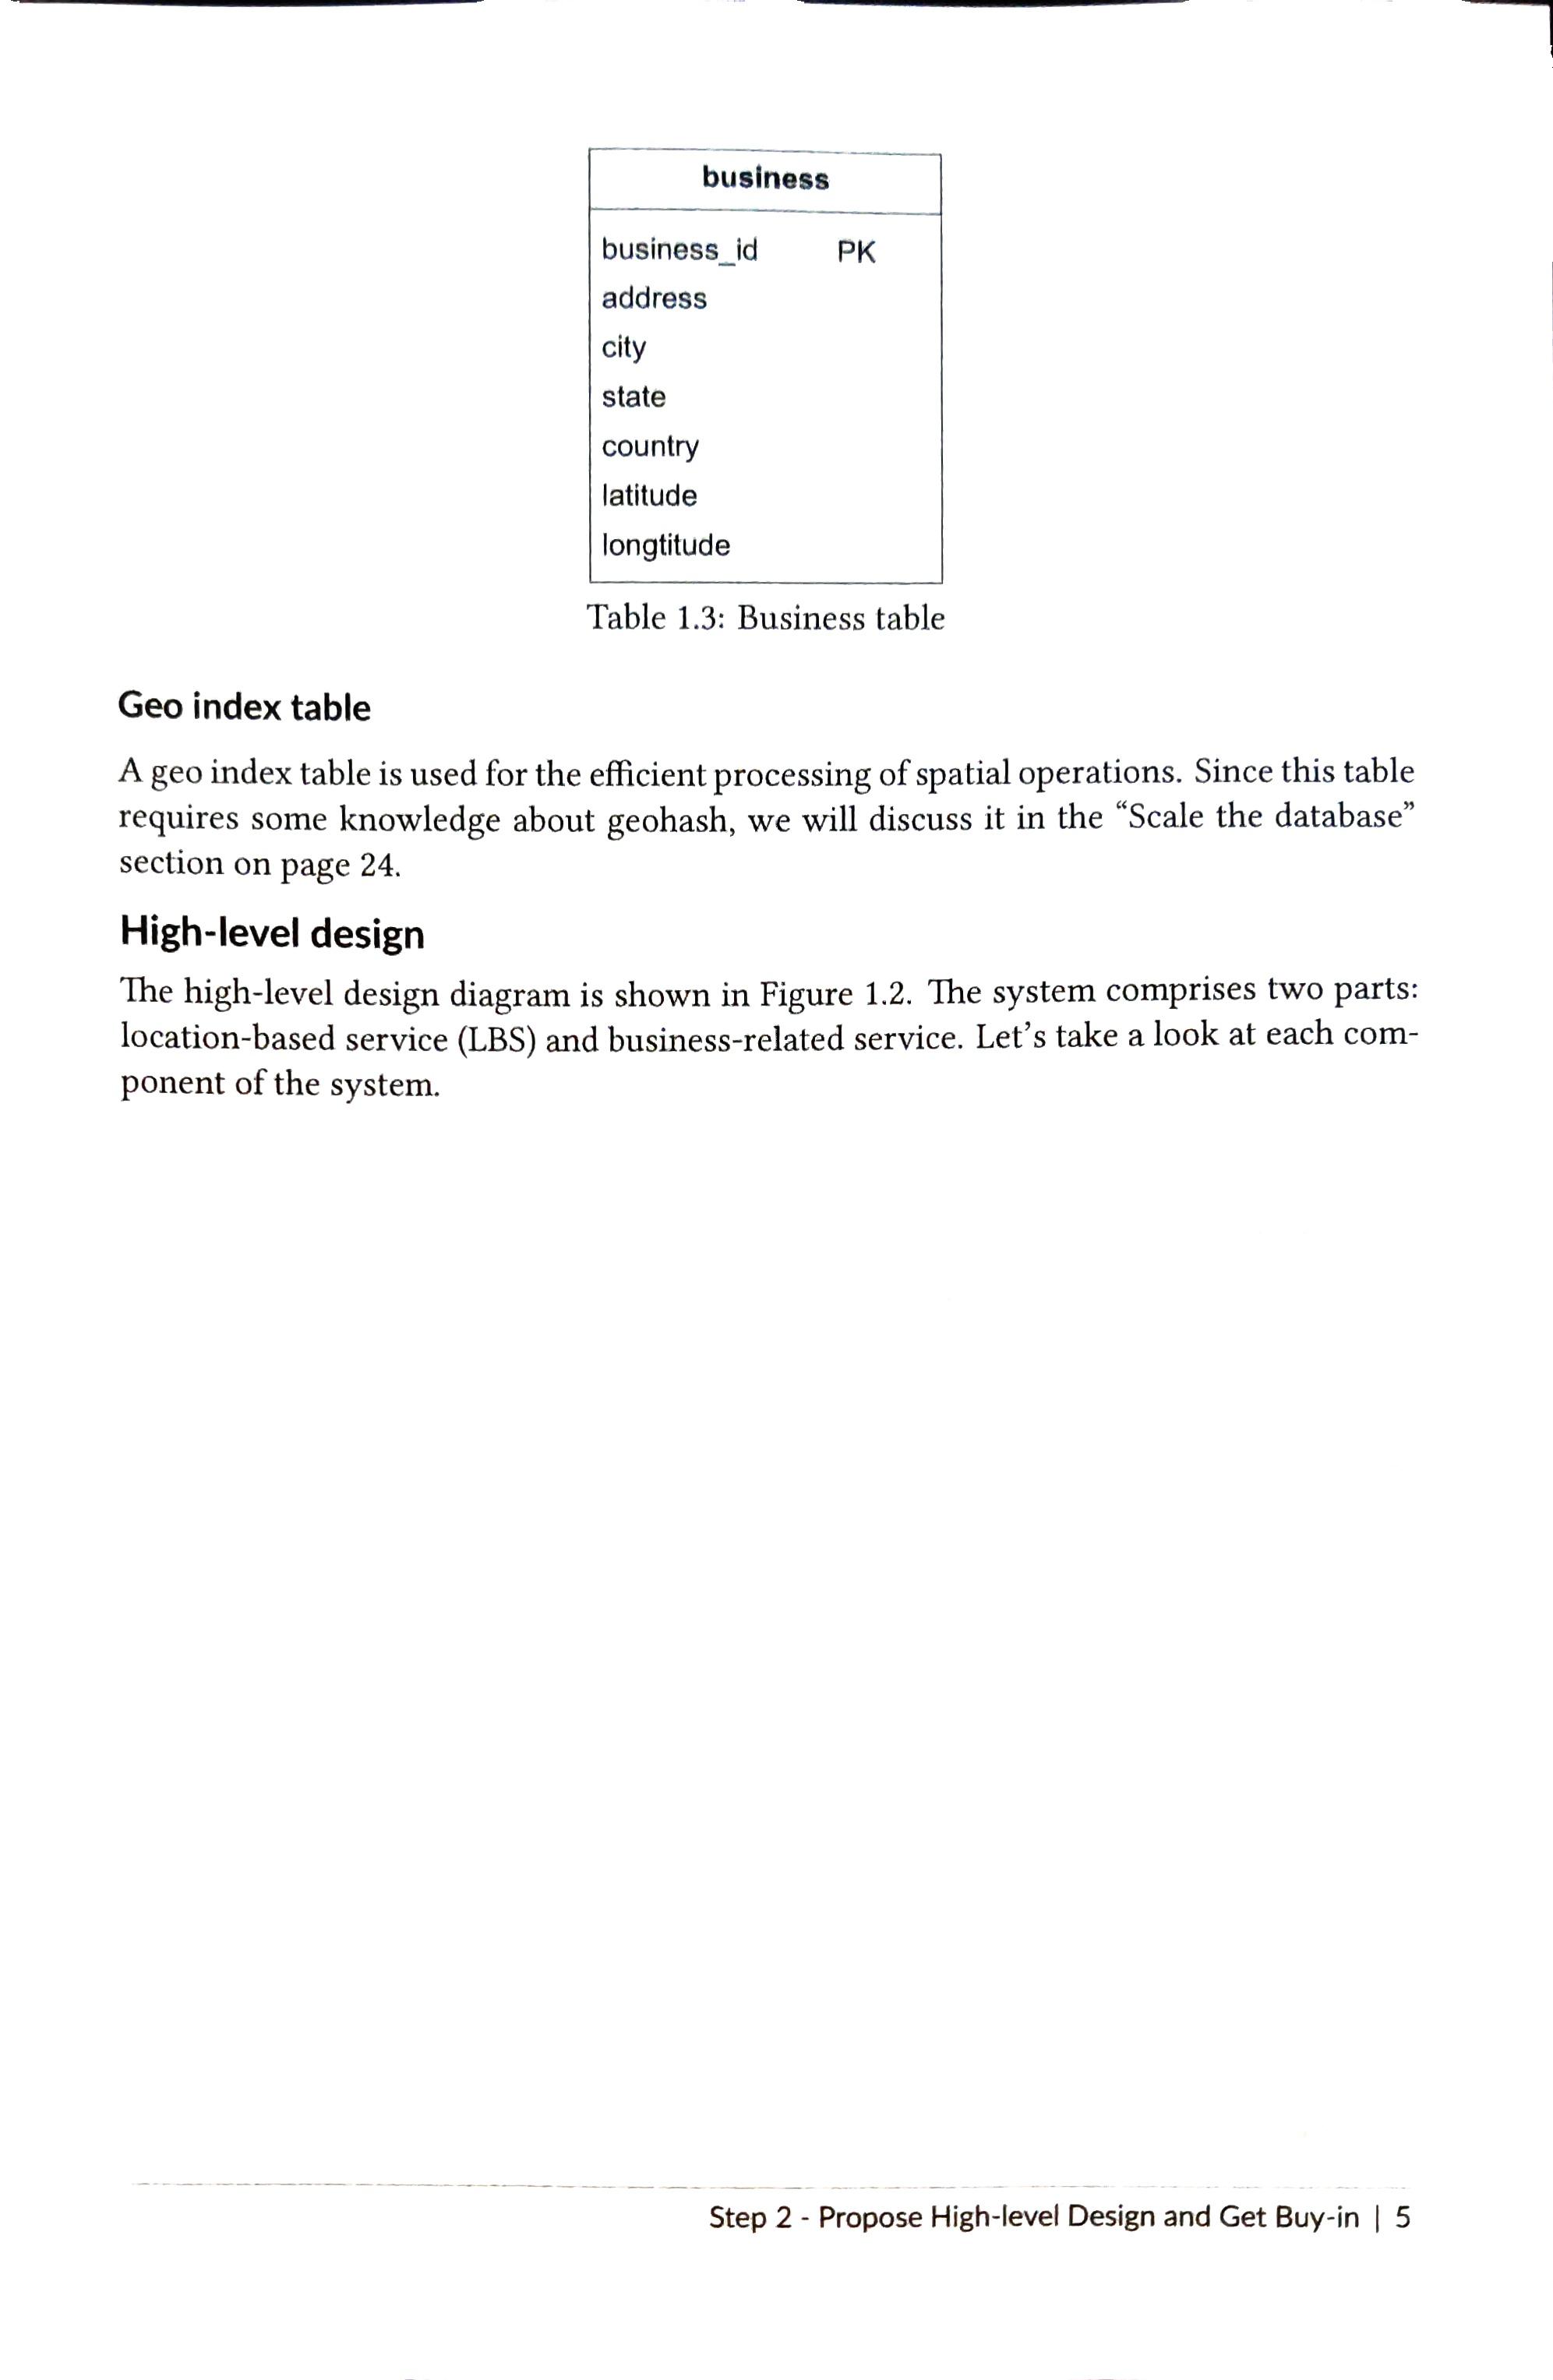 business
business_id PK
address
city
state
country
latitude
longtitude
Table 1.3: Business table
Geo index table
A geo index table is used for the efficient processing of spatial operations. Since this table
requires some knowledge about geohash, we will discuss it in the “Scale the database”
section on page 24.
High-level design
The high-level design diagram is shown in Figure 1.2. The system comprises two parts:
location-based service (LBS) and business-related service. Let’s take a look at each com-
ponent of the system.
Step 2 - Propose High-level Design and Get Buy-in | 5